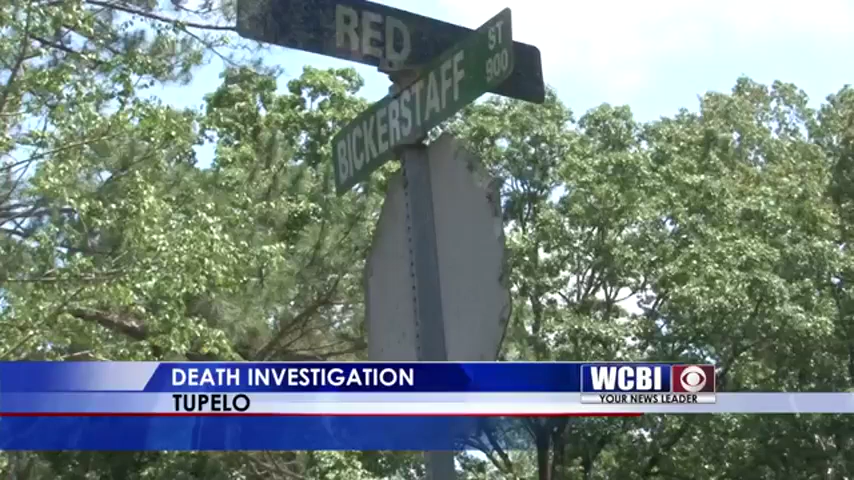 RED
BICKERSTAFF ST 900
DEATH INVESTIGATION
TUPELO
WCBI
YOUR NEWS LEADER